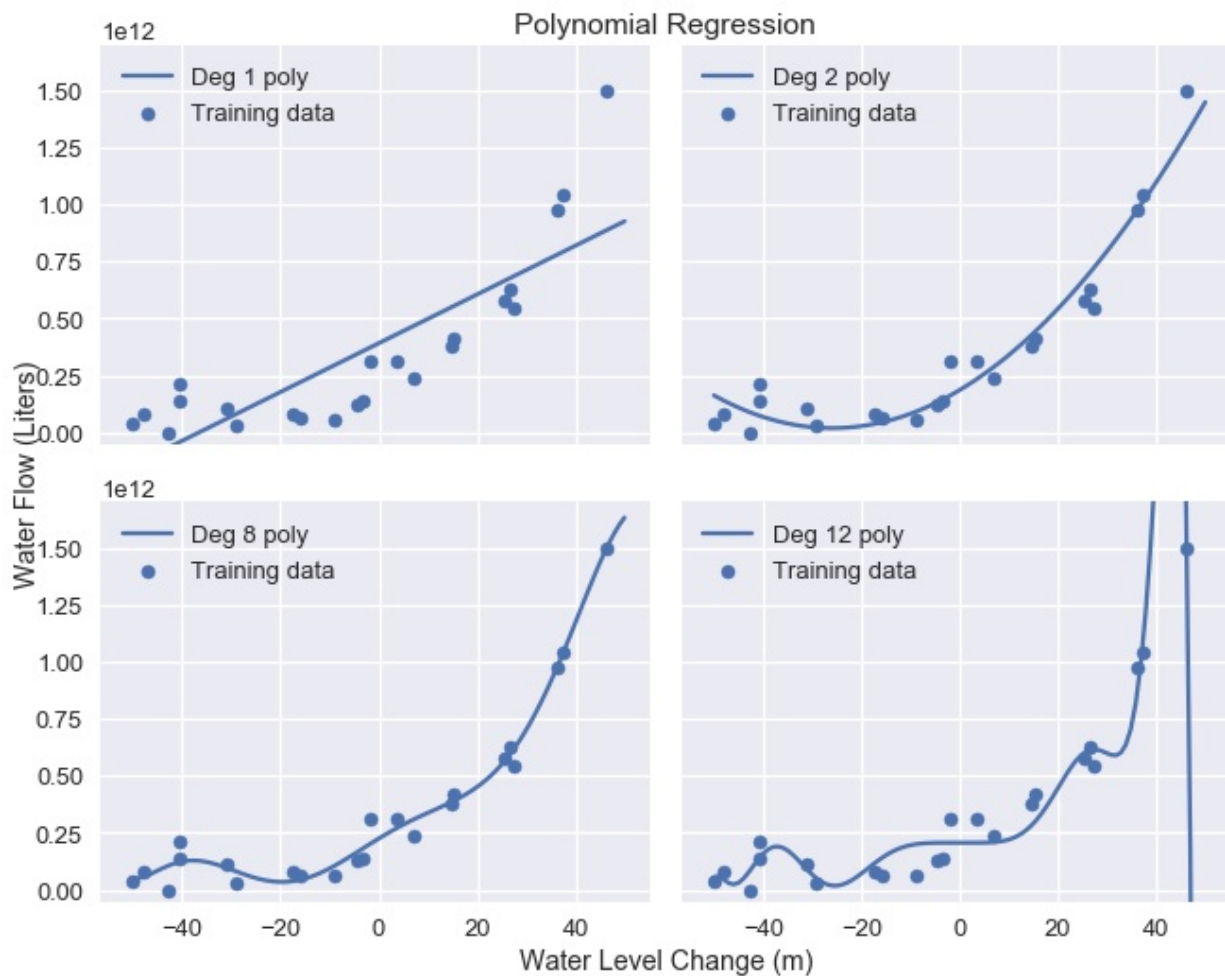 Polynomial Regression
1e12
Deg 1 poly
Training data
1.50
1.25
1.00
0.75
0.50
0.25
0.00
Deg 2 poly
Training data
Water Flow (Liters)
1e12
Deg 8 poly
Training data
1.50
1.25
1.00
0.75
0.50
0.25
0.00
−40
−20
0
20
40
Deg 12 poly
Training data
−40
−20
0
20
40
Water Level Change (m)